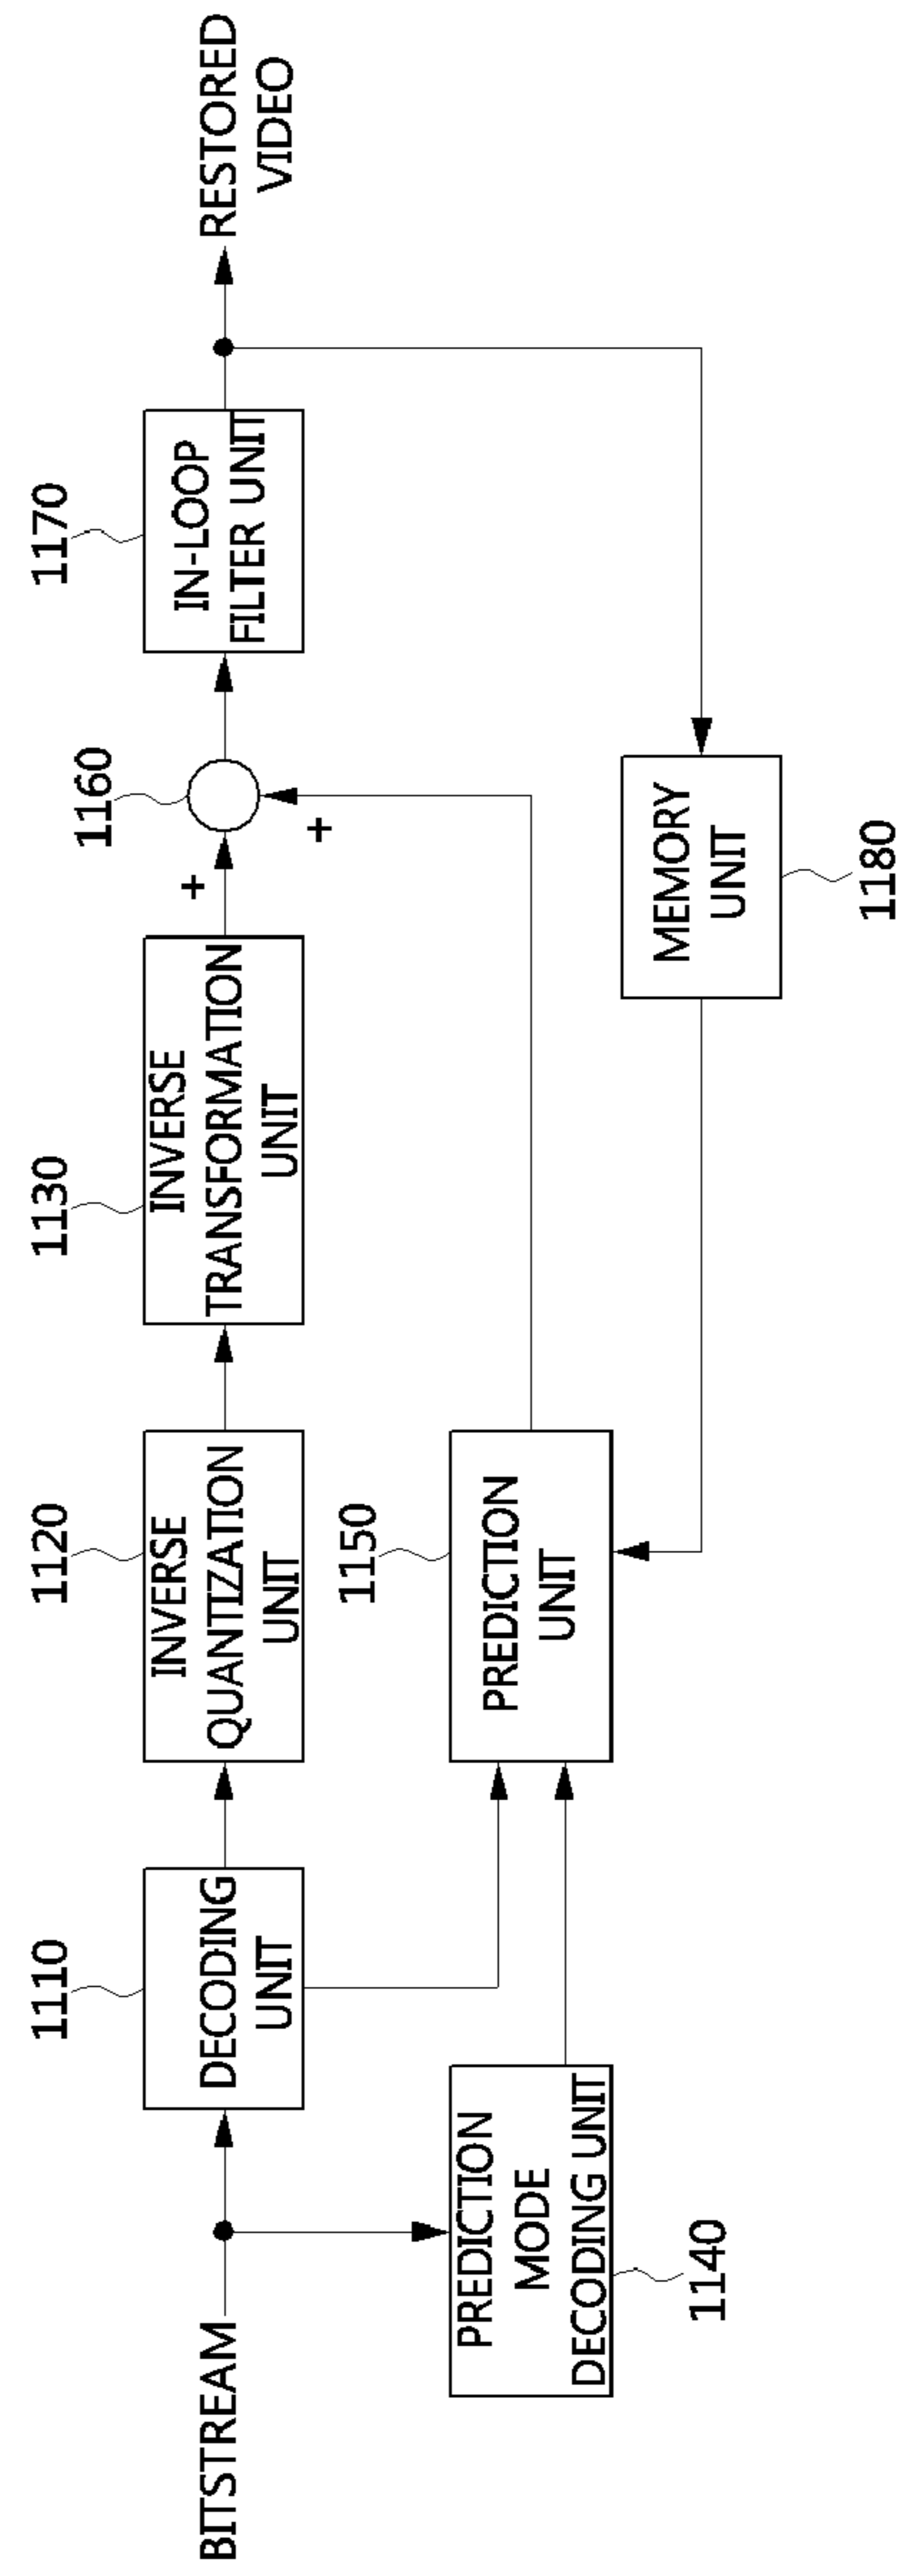 BITSTREAM
1110
DECODING
UNIT
1120
INVERSE
QUANTIZATION
UNIT
1130
INVERSE
TRANSFORMATION
UNIT
+
+
1160
1170
IN-LOOP
FILTER UNIT
RESTORED
VIDEO
PREDICTION
MODE
DECODING UNIT
1140
1150
PREDICTION
UNIT
MEMORY
UNIT
1180